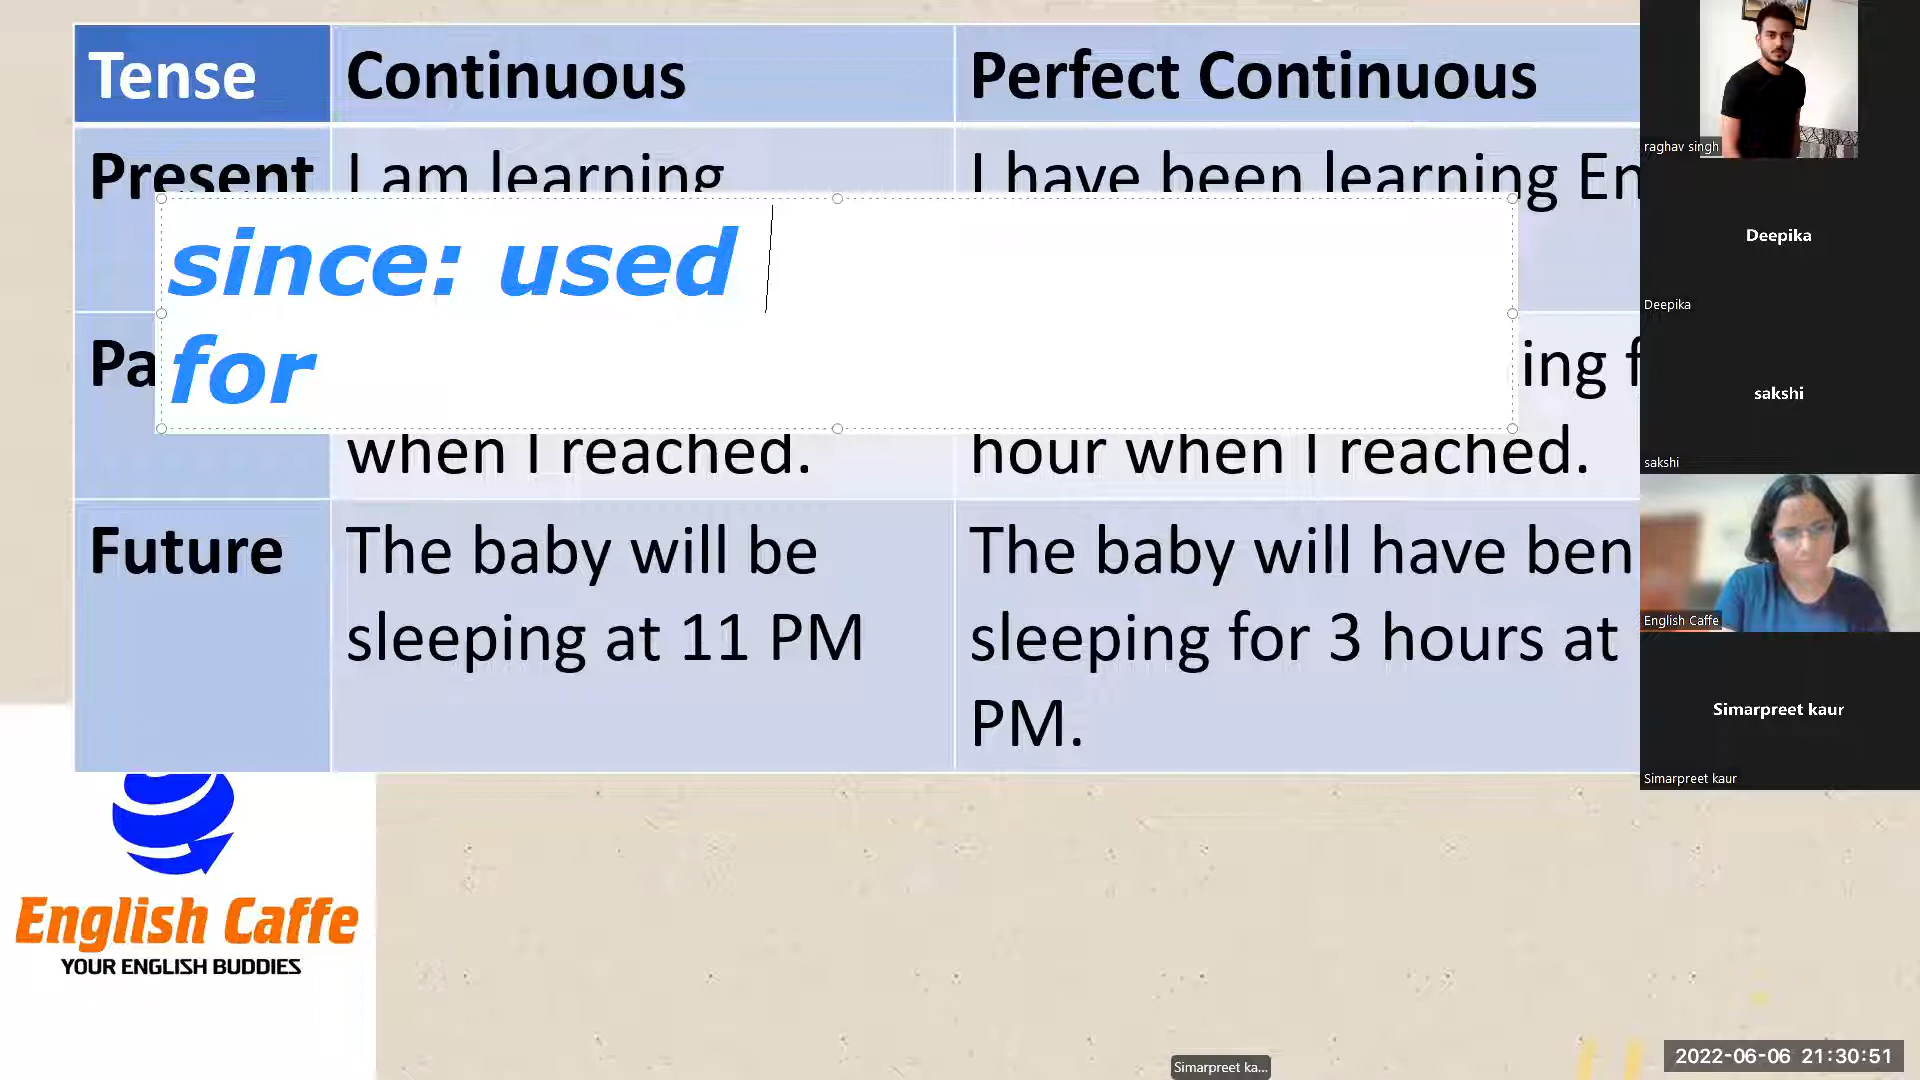 Tense Continuous Perfect Continuous
Present I am learning I have been learning En
since: used
for
Pa ing f
when I reached. hour when I reached.
Future The baby will be The baby will have ben
sleeping at 11 PM sleeping for 3 hours at
PM.
English Caffe
YOUR ENGLISH BUDDIES
raghav singh
Deepika
Deepika
sakshi
sakshi
English Caffe
Simarpreet kaur
Simarpreet kaur
Simarpreet ka...
2022-06-06 21:30:51